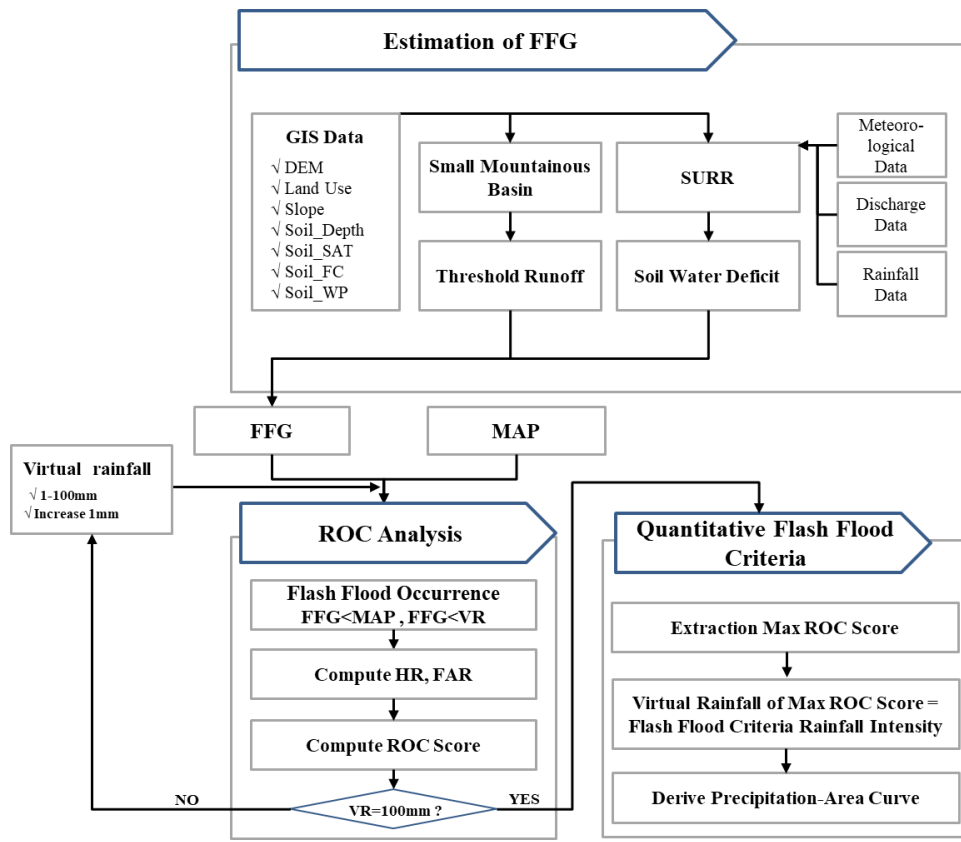 Estimation of FFG
GIS Data
√ DEM
√ Land Use
√ Slope
√ Soil_Depth
√ Soil_SAT
√ Soil_FC
√ Soil_WP
Small Mountainous
Basin
Threshold Runoff
SURR
Soil Water Deficit
Meteoro-
logical
Data
Discharge
Data
Rainfall
Data
FFG
MAP
Virtual rainfall
√ 1-100mm
√Increase 1mm
ROC Analysis
Flash Flood Occurrence
FFG<MAP , FFG<VR
Compute HR, FAR
Compute ROC Score
VR=100mm ?
NO
YES
Quantitative Flash Flood
Criteria
Extraction Max ROC Score
Virtual Rainfall of Max ROC Score =
Flash Flood Criteria Rainfall Intensity
Derive Precipitation-Area Curve